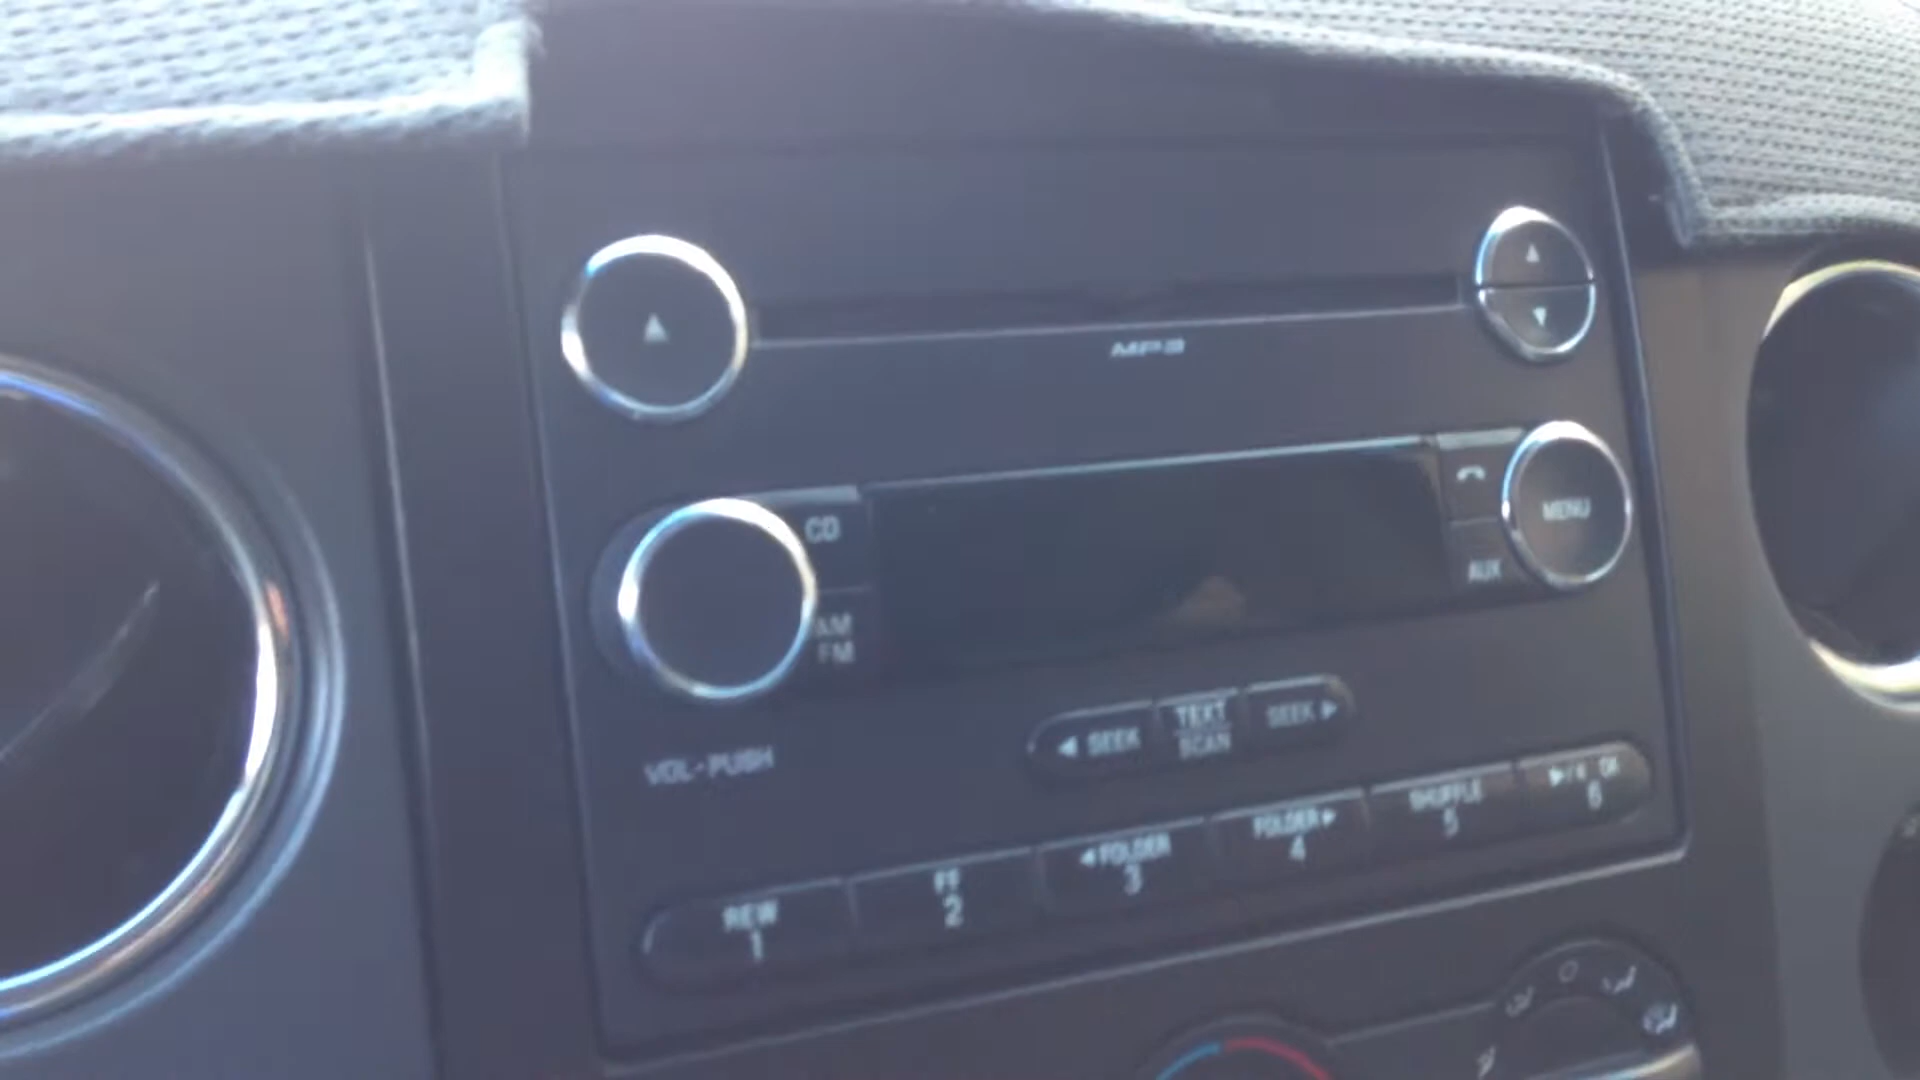 MP3
CD
MENU
AUX
AM
FM
SEEK
TEXT
SCAN
SEEK
VOL-PUSH
REW
1
FF
2
FOLDER
3
FOLDER
4
SHUFFLE
5
OK
6